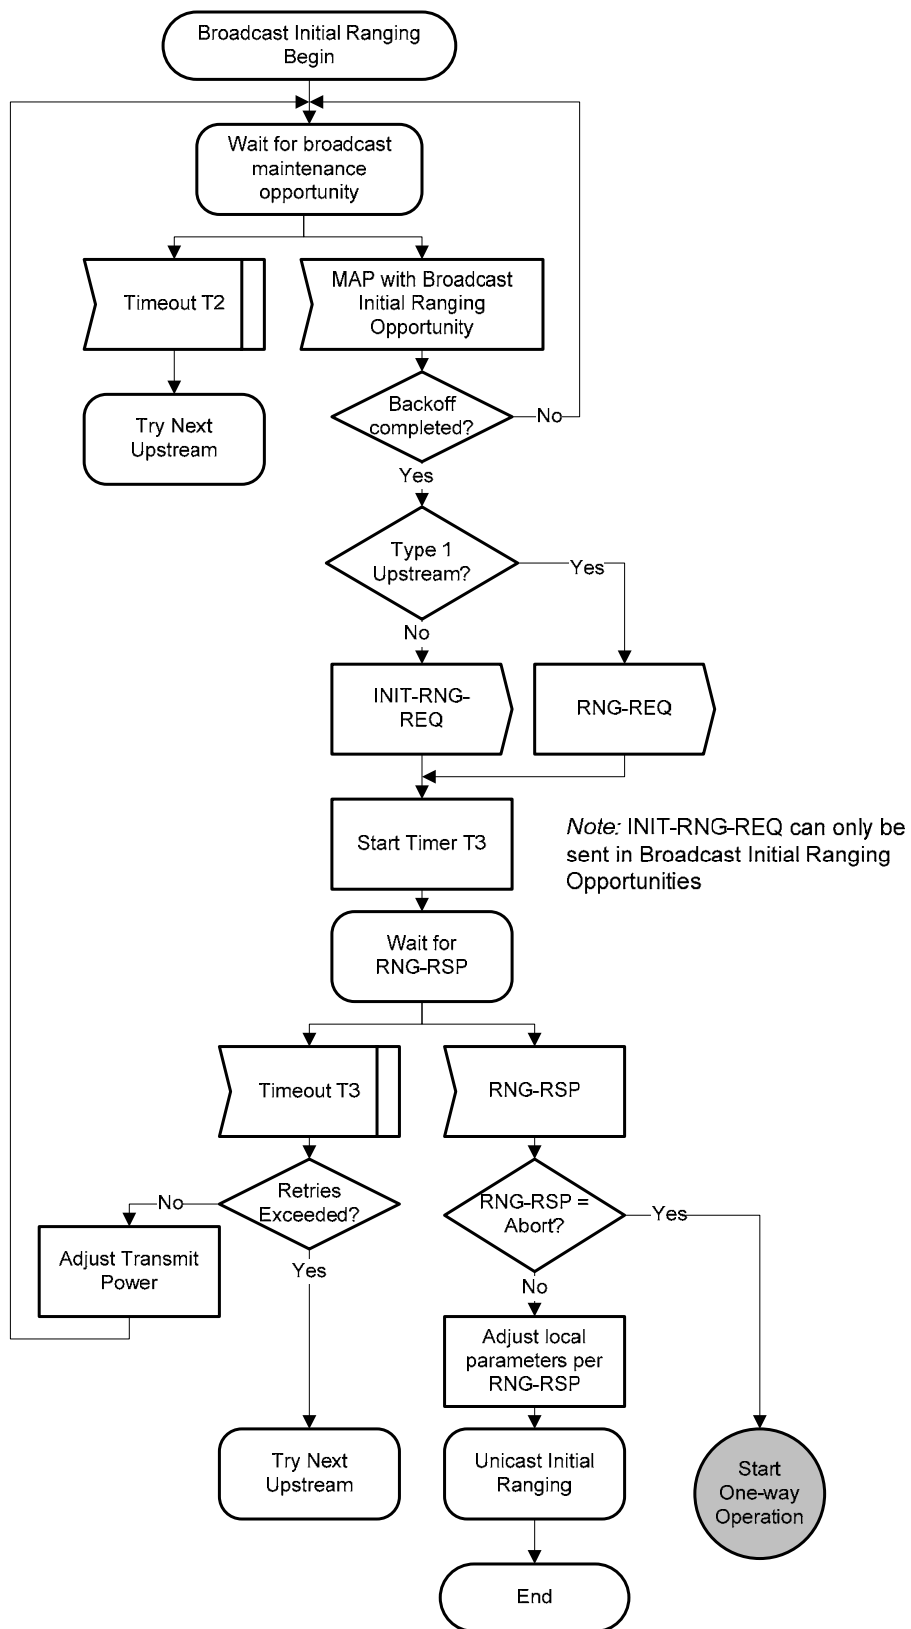 Broadcast Initial Ranging
Begin
Wait for broadcast
maintenance
opportunity
Timeout T2
MAP with Broadcast
Initial Ranging
Opportunity
Try Next
Upstream
Backoff
completed?
No
Yes
Type 1
Upstream?
Yes
No
INIT-RNG-
REQ
RNG-REQ
Start Timer T3
Note: INIT-RNG-REQ can only be
sent in Broadcast Initial Ranging
Opportunities
Wait for
RNG-RSP
Timeout T3
RNG-RSP
Retries
Exceeded?
No
Yes
Adjust Transmit
Power
RNG-RSP =
Abort?
Yes
No
Adjust local
parameters per
RNG-RSP
Try Next
Upstream
Unicast Initial
Ranging
Start
One-way
Operation
End